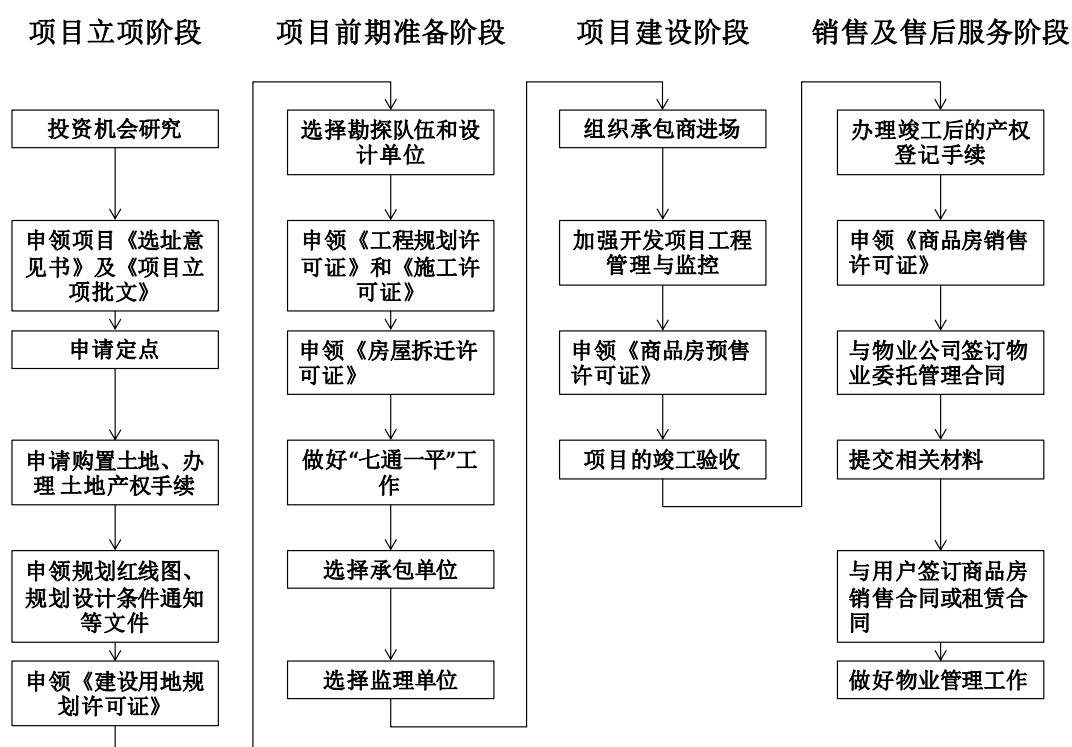 项目立项阶段
投资机会研究
申领项目《选址意
见书》及《项目立
项批文》
申请定点
申请购置土地、办
理 土地产权手续
申领规划红线图、
规划设计条件通知
等文件
申领《建设用地规
划许可证》
项目前期准备阶段
选择勘探队伍和设
计单位
申领《工程规划许
可证》和《施工许
可证》
申领《房屋拆迁许
可证》
做好“七通一平”工
作
选择承包单位
选择监理单位
项目建设阶段
组织承包商进场
加强开发项目工程
管理与监控
申领《商品房预售
许可证》
项目的竣工验收
销售及售后服务阶段
办理竣工后的产权
登记手续
申领《商品房销售
许可证》
与物业公司签订物
业委托管理合同
提交相关材料
与用户签订商品房
销售合同或租赁合
同
做好物业管理工作